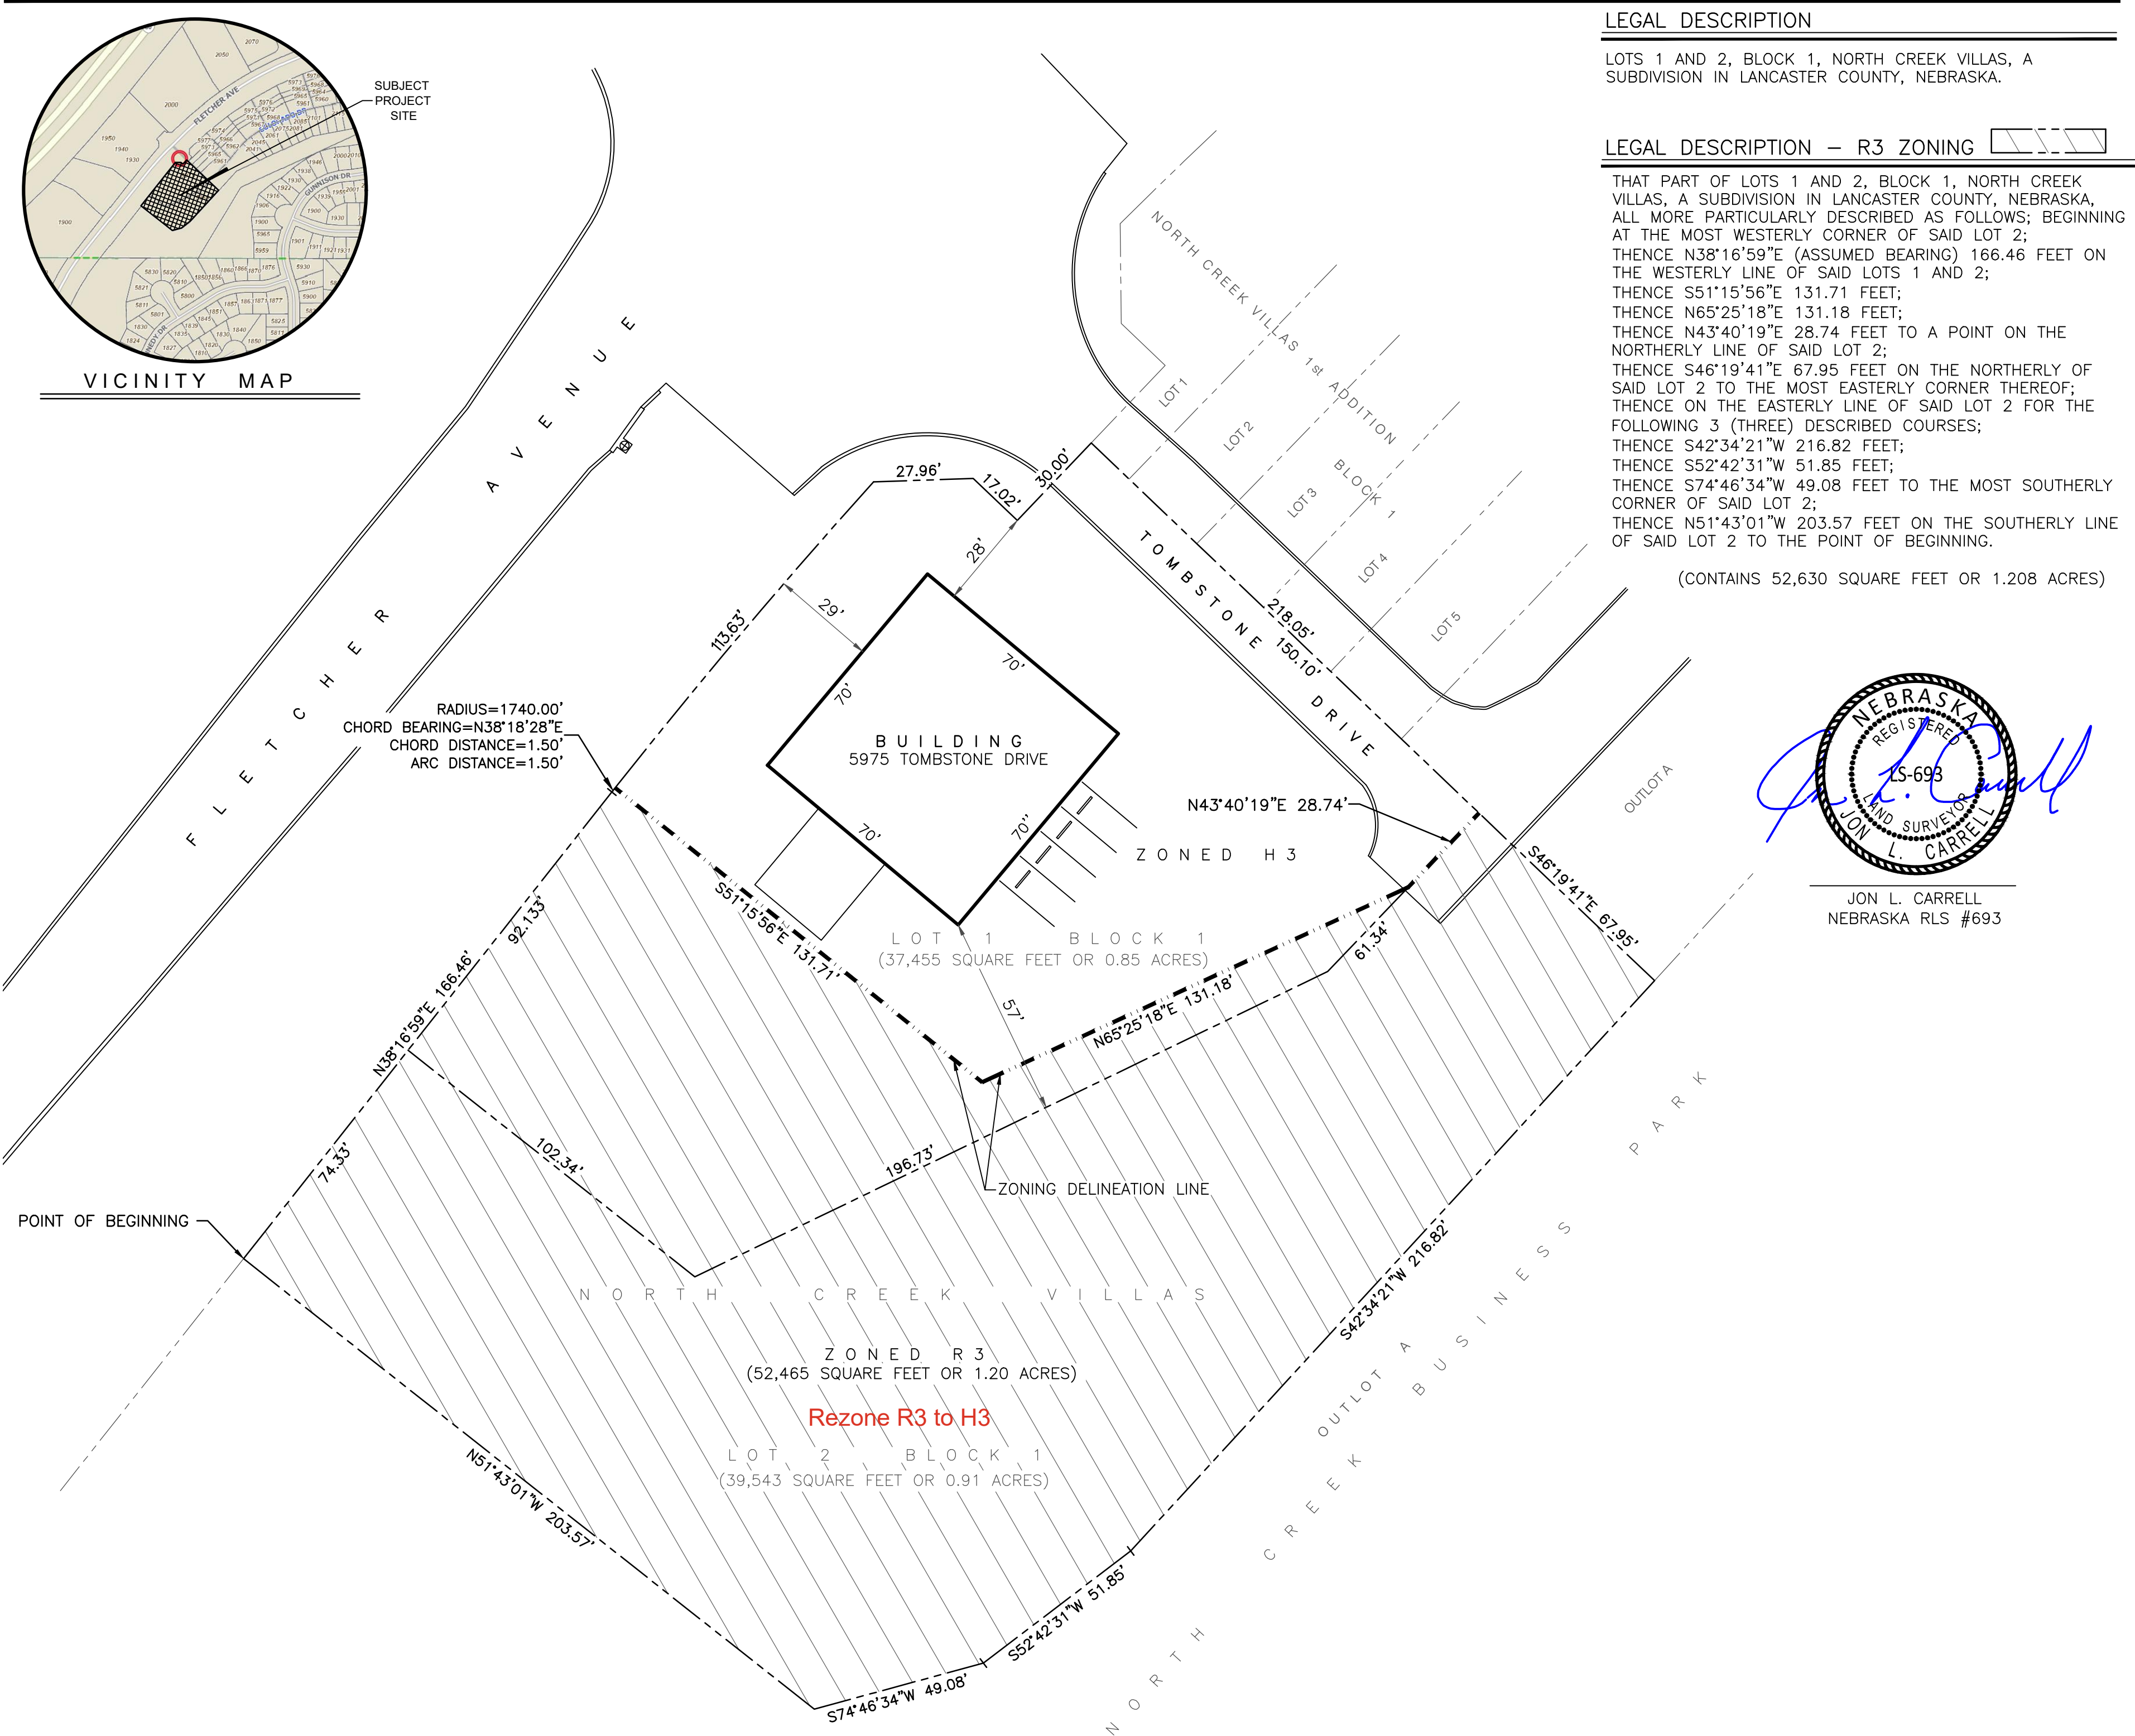 SUBJECT
PROJECT
SITE
VICINITY MAP
FLETCHER AVE
GUNNISON DR
2070
2050
2000
1950
1940
1930
1900
LEGAL DESCRIPTION
LOTS 1 AND 2, BLOCK 1, NORTH CREEK VILLAS, A
SUBDIVISION IN LANCASTER COUNTY, NEBRASKA.
LEGAL DESCRIPTION – R3 ZONING
THAT PART OF LOTS 1 AND 2, BLOCK 1, NORTH CREEK
VILLAS, A SUBDIVISION IN LANCASTER COUNTY, NEBRASKA,
ALL MORE PARTICULARLY DESCRIBED AS FOLLOWS; BEGINNING
AT THE MOST WESTERLY CORNER OF SAID LOT 2;
THENCE N38°16'59"E (ASSUMED BEARING) 166.46 FEET ON
THE WESTERLY LINE OF SAID LOTS 1 AND 2;
THENCE S51°15'56"E 131.71 FEET;
THENCE N65°25'18"E 131.18 FEET;
THENCE N43°40'19"E 28.74 FEET TO A POINT ON THE
NORTHERLY LINE OF SAID LOT 2;
THENCE S46°19'41"E 67.95 FEET ON THE NORTHERLY OF
SAID LOT 2 TO THE MOST EASTERLY CORNER THEREOF;
THENCE ON THE EASTERLY LINE OF SAID LOT 2 FOR THE
FOLLOWING 3 (THREE) DESCRIBED COURSES;
THENCE S42°34'21"W 216.82 FEET;
THENCE S52°42'31"W 51.85 FEET;
THENCE S74°46'34"W 49.08 FEET TO THE MOST SOUTHERLY
CORNER OF SAID LOT 2;
THENCE N51°43'01"W 203.57 FEET ON THE SOUTHERLY LINE
OF SAID LOT 2 TO THE POINT OF BEGINNING.
(CONTAINS 52,630 SQUARE FEET OR 1.208 ACRES)
NEBRASKA
REGISTERED
LS-693
LAND SURVEYOR
JON L. CARRELL
JON L. CARRELL
NEBRASKA RLS #693
FLETCHER AVENUE
NORTH CREEK VILLAS 1st ADDITION
BLOCK 1
LOT 1
LOT 2
LOT 3
LOT 4
LOT 5
OUTLOT A
27.96'
17.02'
30.00'
28'
29'
113.63'
TOMBSTONE DRIVE
218.05'
150.10'
70'
70'
BUILDING
5975 TOMBSTONE DRIVE
70'
70"
RADIUS=1740.00'
CHORD BEARING=N38°18'28"E
CHORD DISTANCE=1.50'
ARC DISTANCE=1.50'
N43°40'19"E 28.74'
ZONED H3
S46°19'41"E 67.95'
LOT 1 BLOCK 1
(37,455 SQUARE FEET OR 0.85 ACRES)
S51°15'56"E 131.71'
92.133'
N38°16'59"E 166.46'
57'
61.34'
N65°25'18"E 131.18'
74.33'
102.34'
196.73'
ZONING DELINEATION LINE
POINT OF BEGINNING
NORTH CREEK VILLAS
ZONED R3
(52,465 SQUARE FEET OR 1.20 ACRES)
Rezone R3 to H3
LOT 2 BLOCK 1
(39,543 SQUARE FEET OR 0.91 ACRES)
S42°34'21"W 216.82'
N51°43'01"W 203.57'
S52°42'31"W 51.85'
S74°46'34"W 49.08'
OUTLOT A
NORTH CREEK BUSINESS PARK